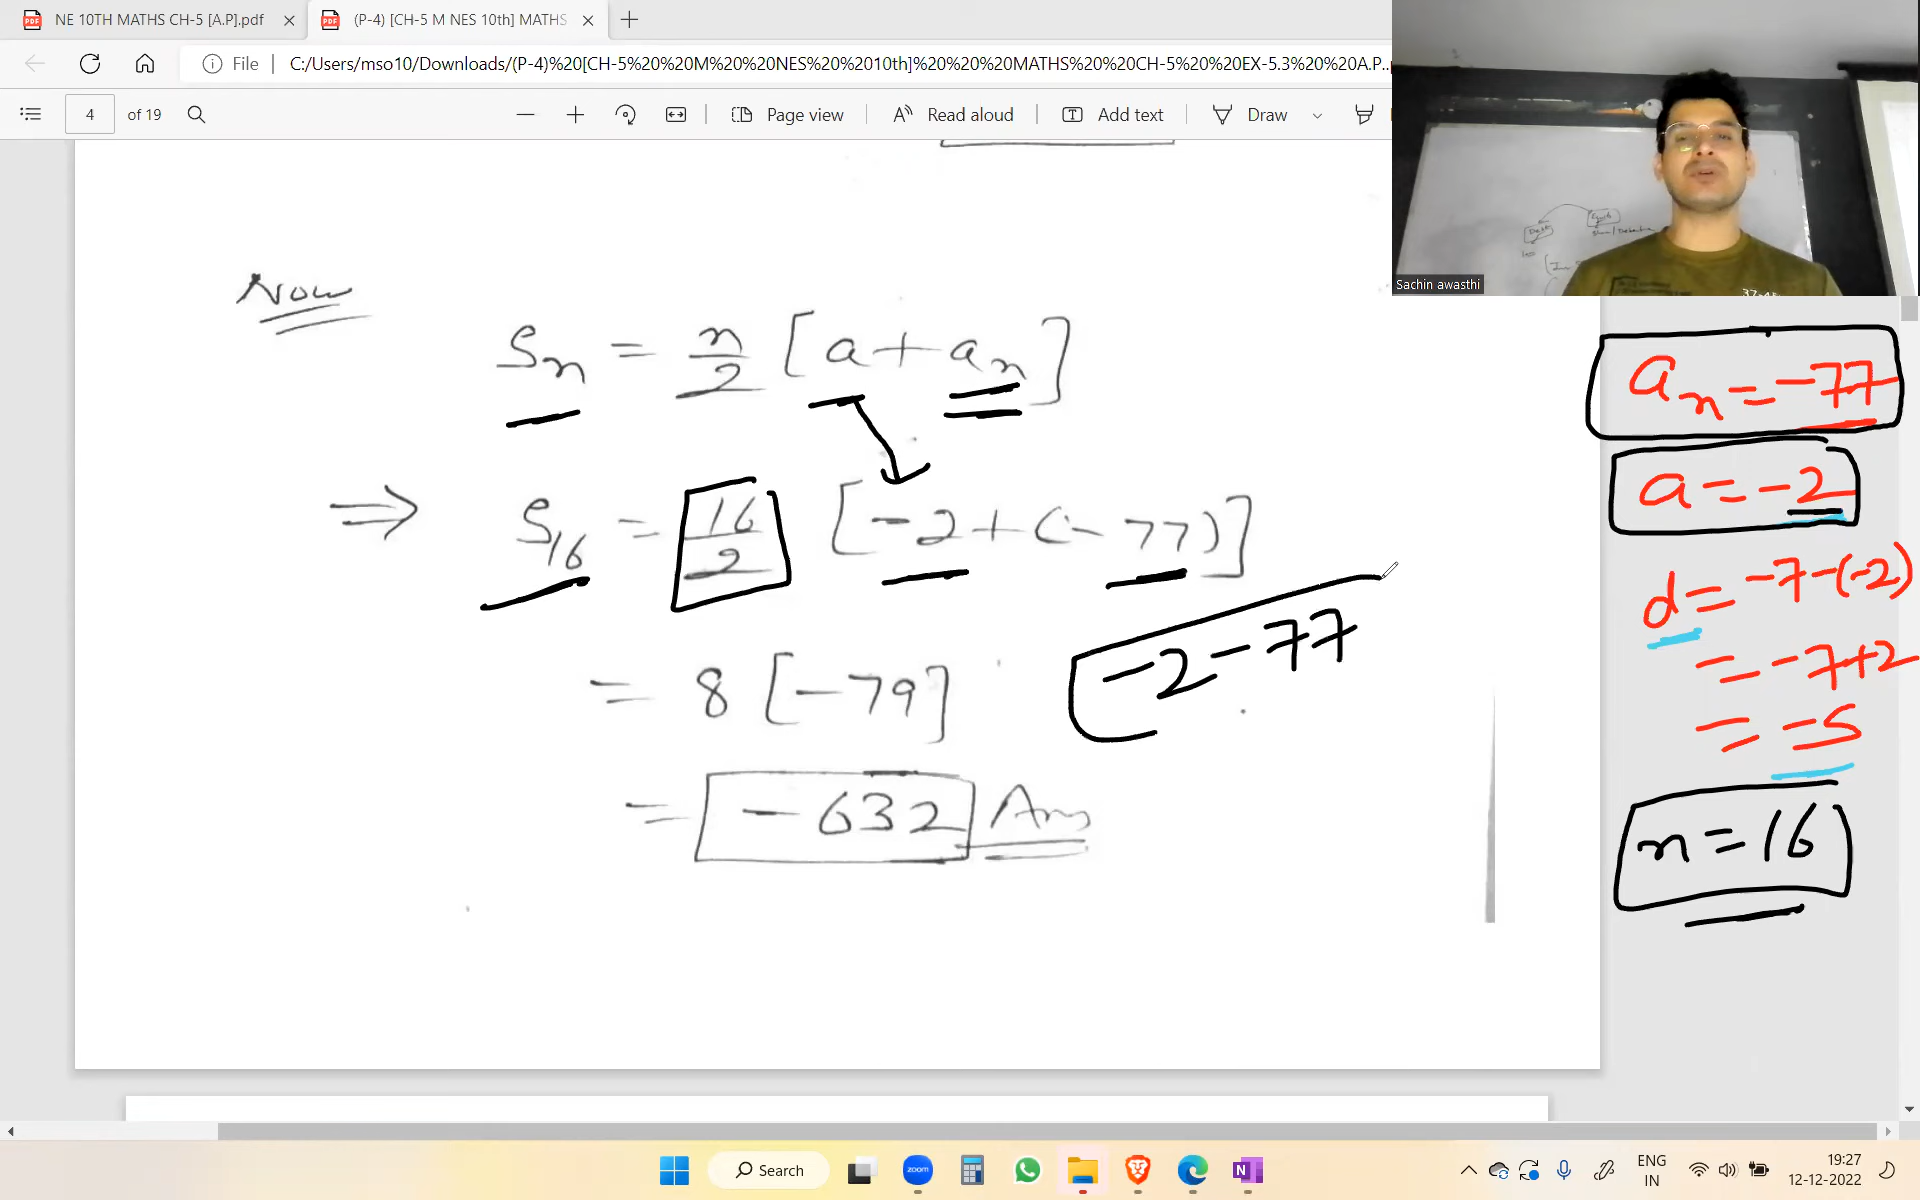 NE 10TH MATHS CH-5 [A.P].pdf
(P-4) [CH-5 M NES 10th] MATHS
File
C:/Users/mso10/Downloads/(P-4)%20[CH-5%20%20M%20%20NES%20%2010th]%20%20%20MATHS%20%20CH-5%20%20EX-5.3%20%20A.P..
4 of 19
Page view
Read aloud
Add text
Draw
Sachin awasthi
Now
Sn = n/2 [a + an]
⇒ S16 = 16/2 [-2 + (-77)]
-2-77
= 8 [-79]
= -632 Ans
an = -77
a = -2
d = -7-(-2)
= -7+2
= -5
n = 16
Search
zoom
ENG
IN
19:27
12-12-2022